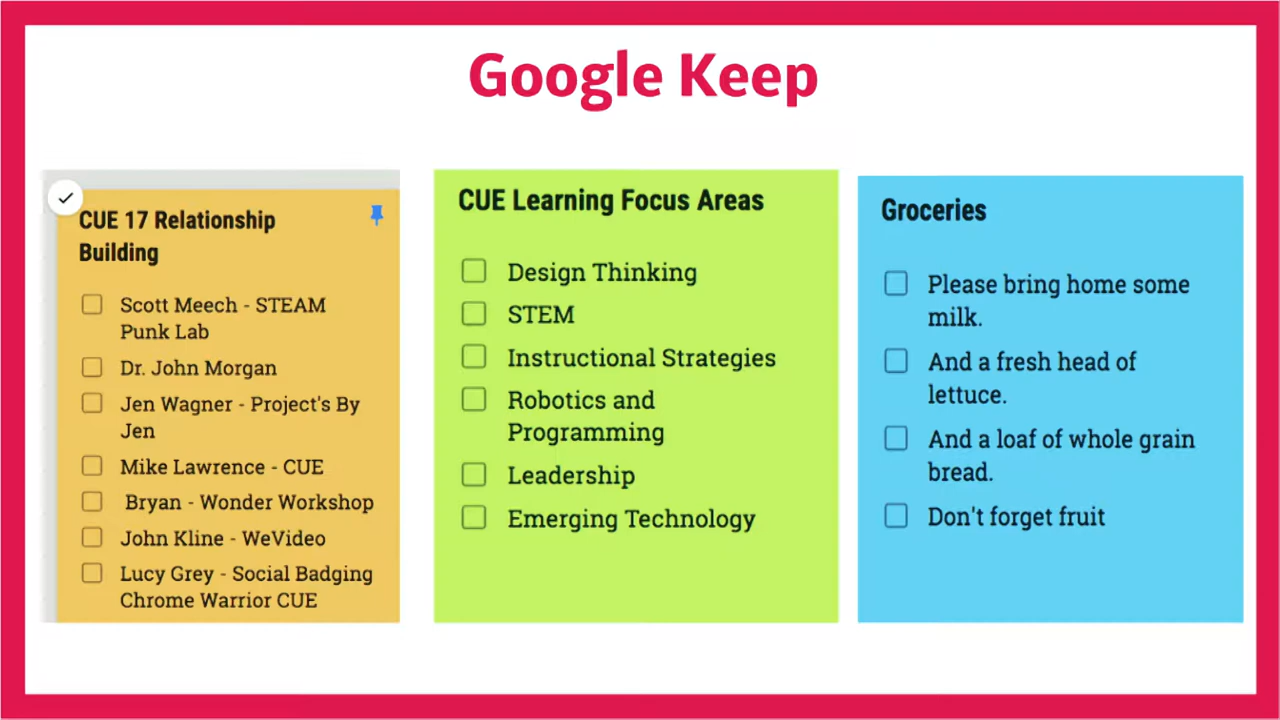 Google Keep
CUE 17 Relationship
Building
Scott Meech - STEAM
Punk Lab
Dr. John Morgan
Jen Wagner - Project's By
Jen
Mike Lawrence - CUE
Bryan - Wonder Workshop
John Kline - WeVideo
Lucy Grey - Social Badging
Chrome Warrior CUE
CUE Learning Focus Areas
Design Thinking
STEM
Instructional Strategies
Robotics and
Programming
Leadership
Emerging Technology
Groceries
Please bring home some
milk.
And a fresh head of
lettuce.
And a loaf of whole grain
bread.
Don't forget fruit